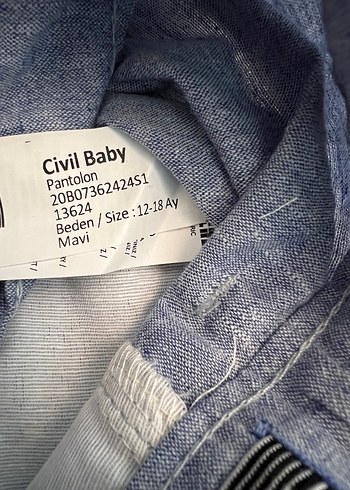 Civil Baby
Pantolon
20B07362424S1
13624
Beden / Size : 12-18 Ay
Mavi